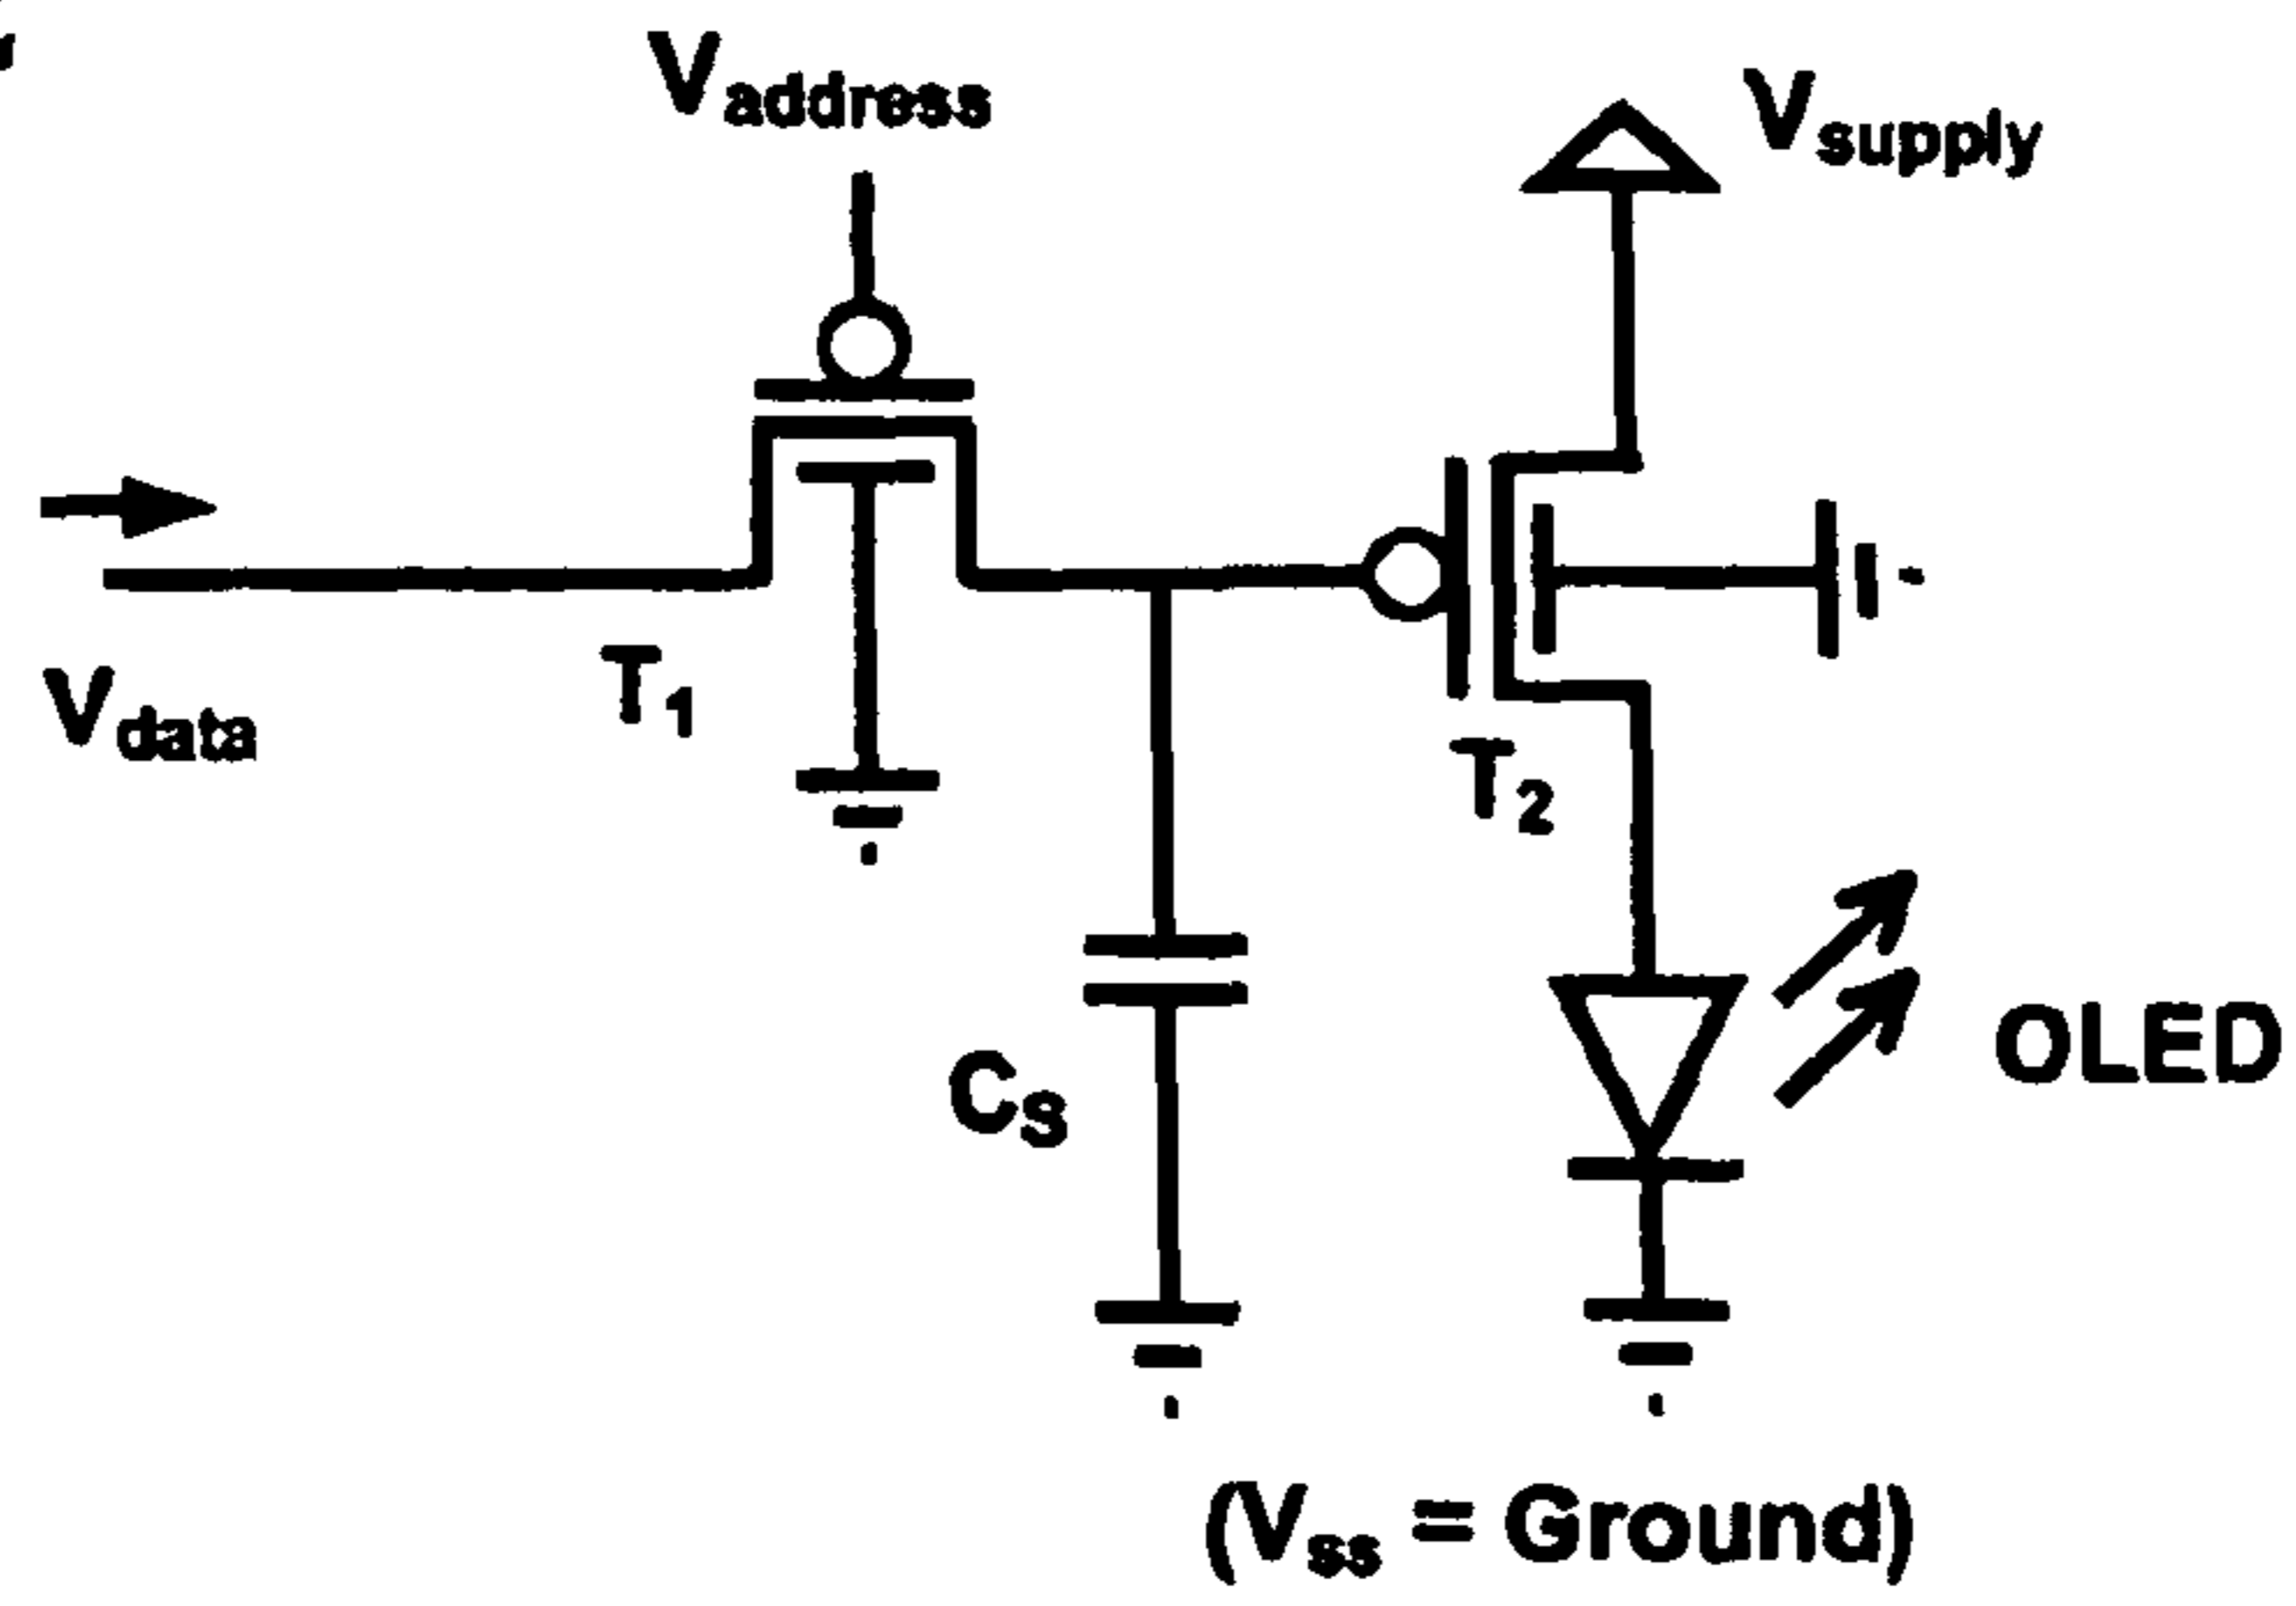 Vaddress
Vsupply
Vdata
T1
T2
CS
OLED
(Vss = Ground)